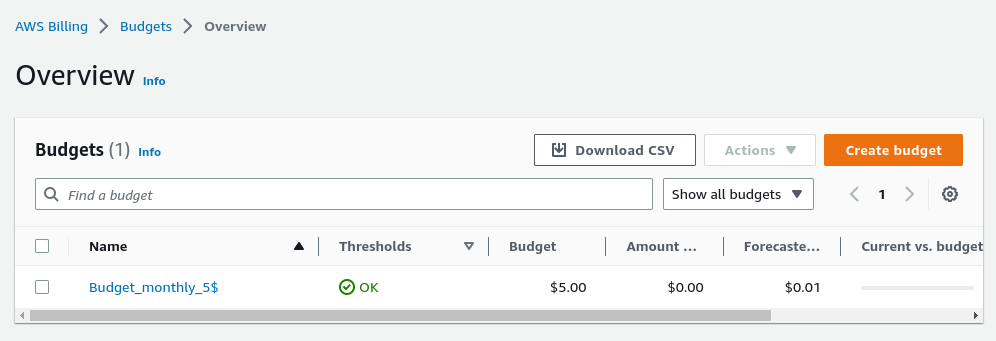 AWS Billing > Budgets > Overview
Overview Info
Budgets (1) Info Download CSV Actions Create budget
Find a budget Show all budgets 1
Name Thresholds Budget Amount ... Forecaste... Current vs. budget
Budget_monthly_5$ OK $5.00 $0.00 $0.01